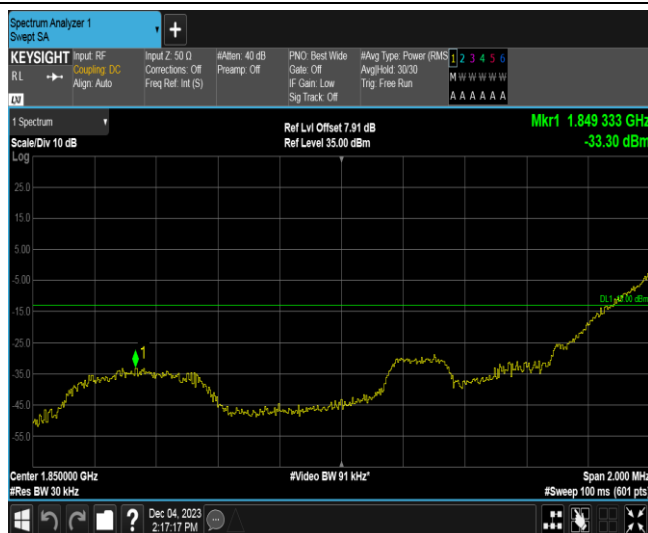 Spectrum Analyzer 1
Swept SA
KEYSIGHT
RL
Input: RF
Coupling: DC
Align: Auto
Input Z: 50 Ω
Corrections: Off
Freq Ref: Int (S)
#Atten: 40 dB
Preamp: Off
PNO: Best Wide
Gate: Off
IF Gain: Low
Sig Track: Off
#Avg Type: Power (RMS
Avg|Hold: 30/30
Trig: Free Run
1 2 3 4 5 6
M W W W W W
A A A A A A
1 Spectrum
Scale/Div 10 dB
Ref Lvl Offset 7.91 dB
Ref Level 35.00 dBm
Mkr1 1.849 333 GHz
-33.30 dBm
Log
25.0
15.0
5.00
-5.00
-15.0
-25.0
-35.0
-45.0
-55.0
1
Center 1.850000 GHz
#Res BW 30 kHz
#Video BW 91 kHz*
Span 2.000 MHz
#Sweep 100 ms (601 pts)
?
Dec 04, 2023
2:17:17 PM